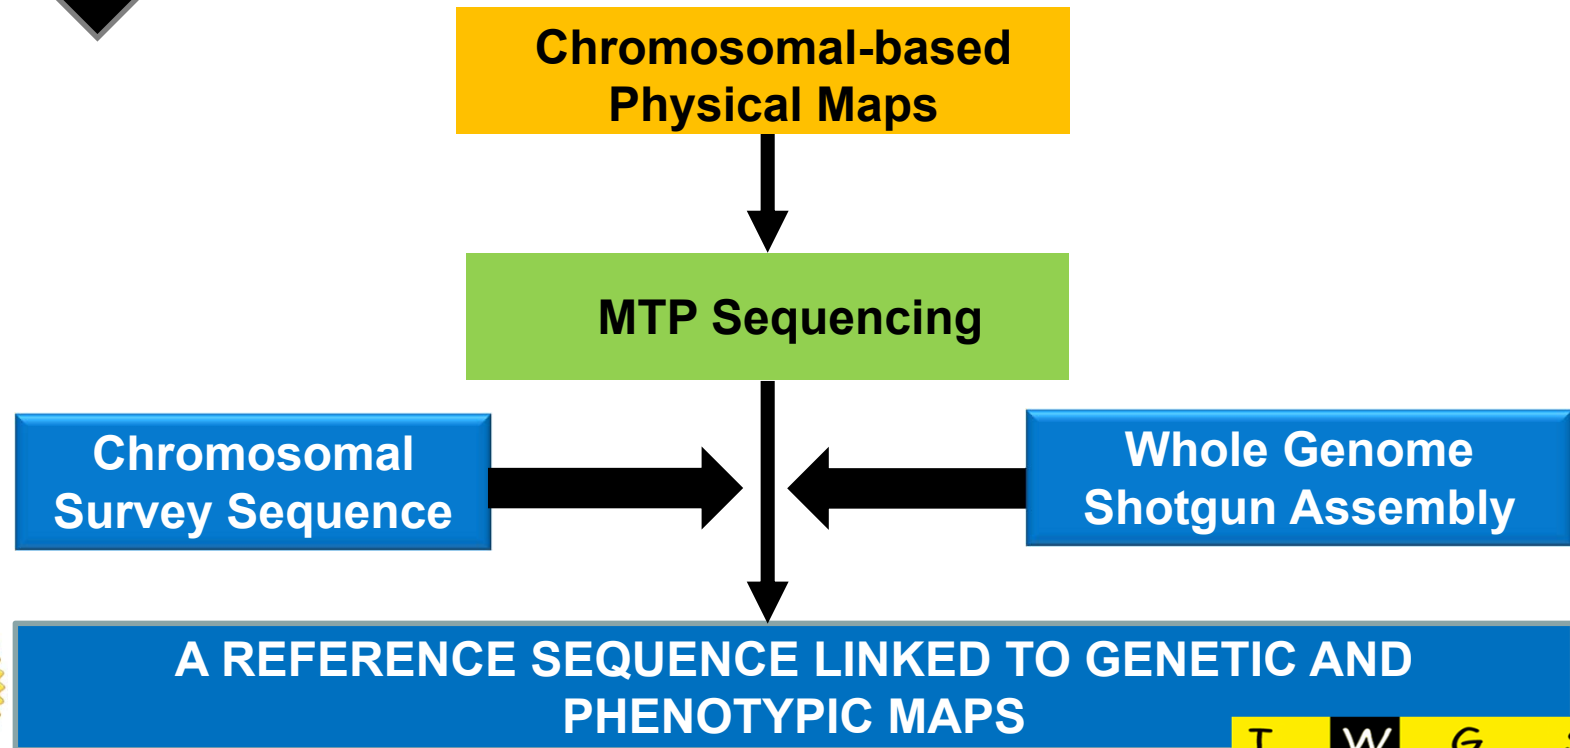 Chromosomal-based
Physical Maps
MTP Sequencing
Chromosomal
Survey Sequence
Whole Genome
Shotgun Assembly
A REFERENCE SEQUENCE LINKED TO GENETIC AND
PHENOTYPIC MAPS
W G